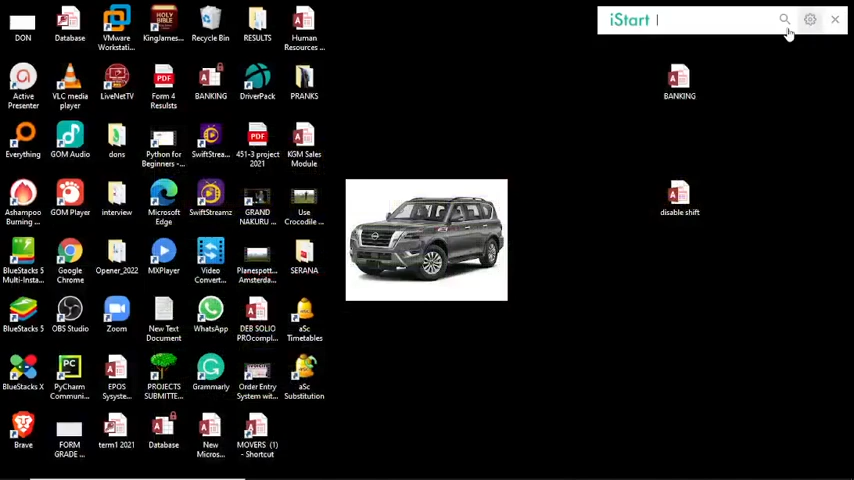 iStart
DON
Database
VMware
Workstati...
KingJames...
Recycle Bin
RESULTS
Human
Resources ...
Active
Presenter
VLC media
player
LiveNetTV
PDF
Form 4
Resulsts
BANKING
DriverPack
PRANKS
BANKING
Everything
GOM Audio
dons
Python for
Beginners -...
SwiftStrea...
PDF
451-3 project
2021
KGM Sales
Module
Ashampoo
Burning ...
GOM Player
interview
Microsoft
Edge
SwiftStreamz
GRAND
NAKURU ...
Use
Crocodile ...
disable shift
BlueStacks 5
Multi-Insta...
Google
Chrome
Opener_2022
MXPlayer
Video
Convert...
Planespott...
Amsterda...
SERANA
BlueStacks 5
OBS Studio
Zoom
New Text
Document
WhatsApp
DEB SOLIO
PROcompl...
aSc
Timetables
BlueStacks X
PC
PyCharm
Communi...
EPOS
Sysyste...
PROJECTS
SUBMITTE...
Grammarly
Order Entry
System wit...
aSc
Substitution
Brave
FORM
GRADE ...
term1 2021
Database
New
Micros...
MOVERS (1)
- Shortcut